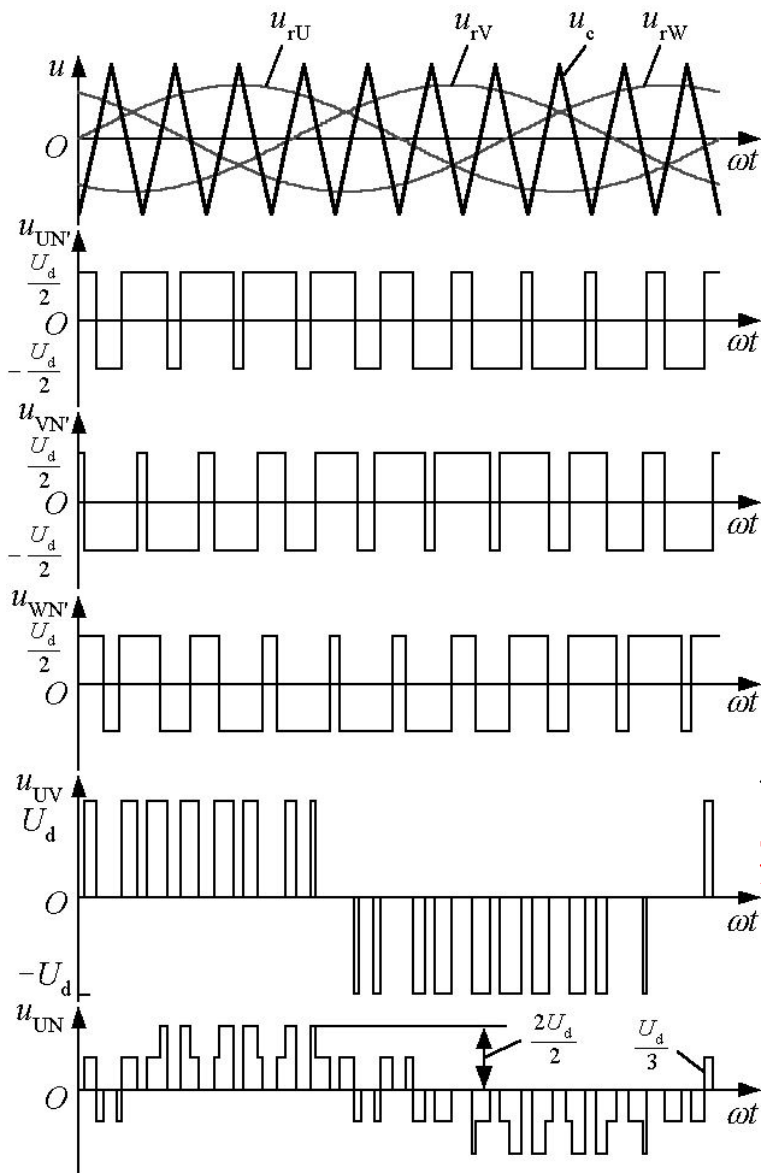 u_rU u_rV u_c u_rW
u
O
ωt
u_UN'
U_d/2
O
ωt
-U_d/2
u_VN'
U_d/2
O
ωt
-U_d/2
u_WN'
U_d/2
O
ωt
u_UV
U_d
O
ωt
-U_d
u_UN
2U_d/2 U_d/3
O
ωt